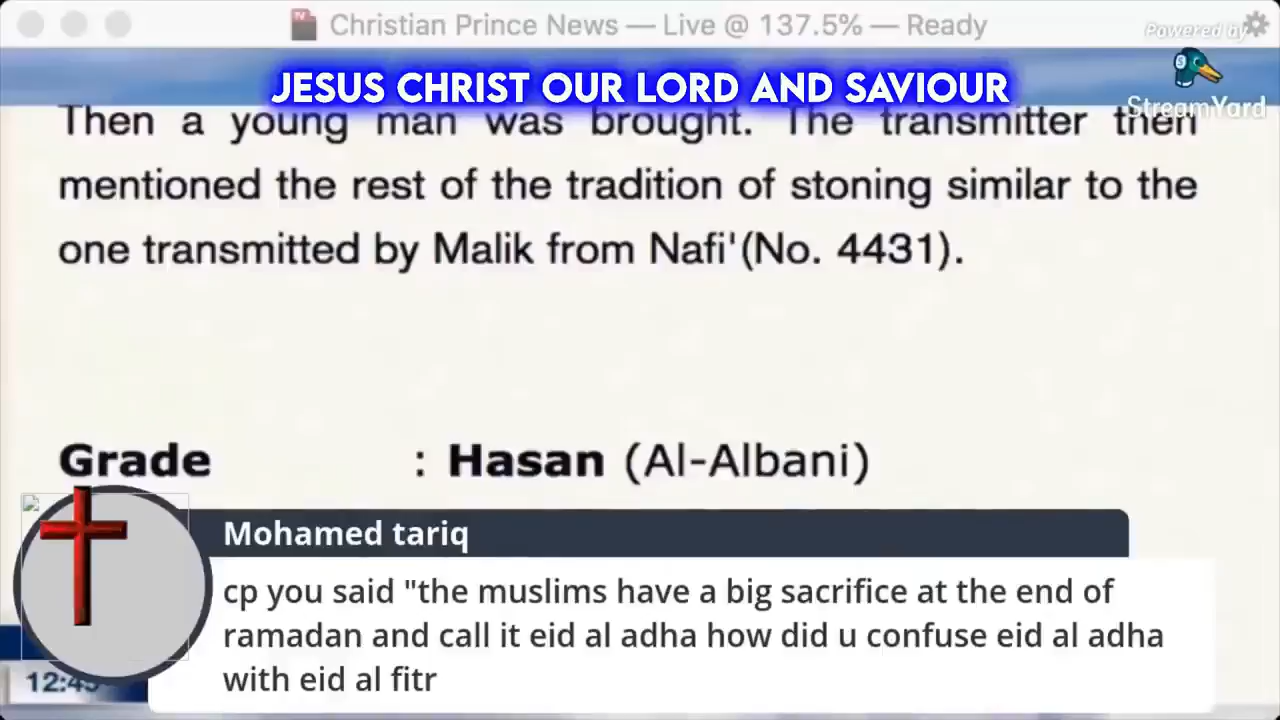 Christian Prince News — Live @ 137.5% — Ready
Powered by
StreamYard
JESUS CHRIST OUR LORD AND SAVIOUR
Then a young man was brought. The transmitter then
mentioned the rest of the tradition of stoning similar to the
one transmitted by Malik from Nafi'(No. 4431).
Grade : Hasan (Al-Albani)
Mohamed tariq
cp you said "the muslims have a big sacrifice at the end of
ramadan and call it eid al adha how did u confuse eid al adha
with eid al fitr